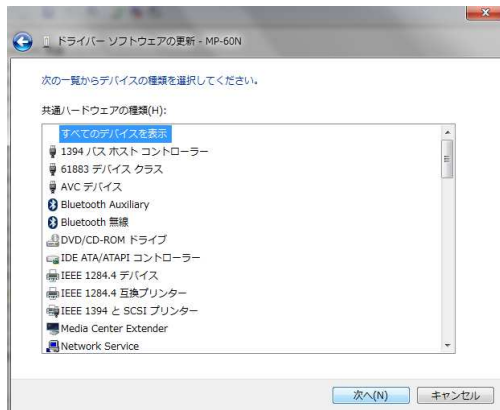 ドライバー ソフトウェアの更新 - MP-60N
次の一覧からデバイスの種類を選択してください。
共通ハードウェアの種類(H):
すべてのデバイスを表示
1394 バス ホスト コントローラー
61883 デバイス クラス
AVC デバイス
Bluetooth Auxiliary
Bluetooth 無線
DVD/CD-ROM ドライブ
IDE ATA/ATAPI コントローラー
IEEE 1284.4 デバイス
IEEE 1284.4 互換プリンター
IEEE 1394 と SCSI プリンター
Media Center Extender
Network Service
次へ(N) キャンセル